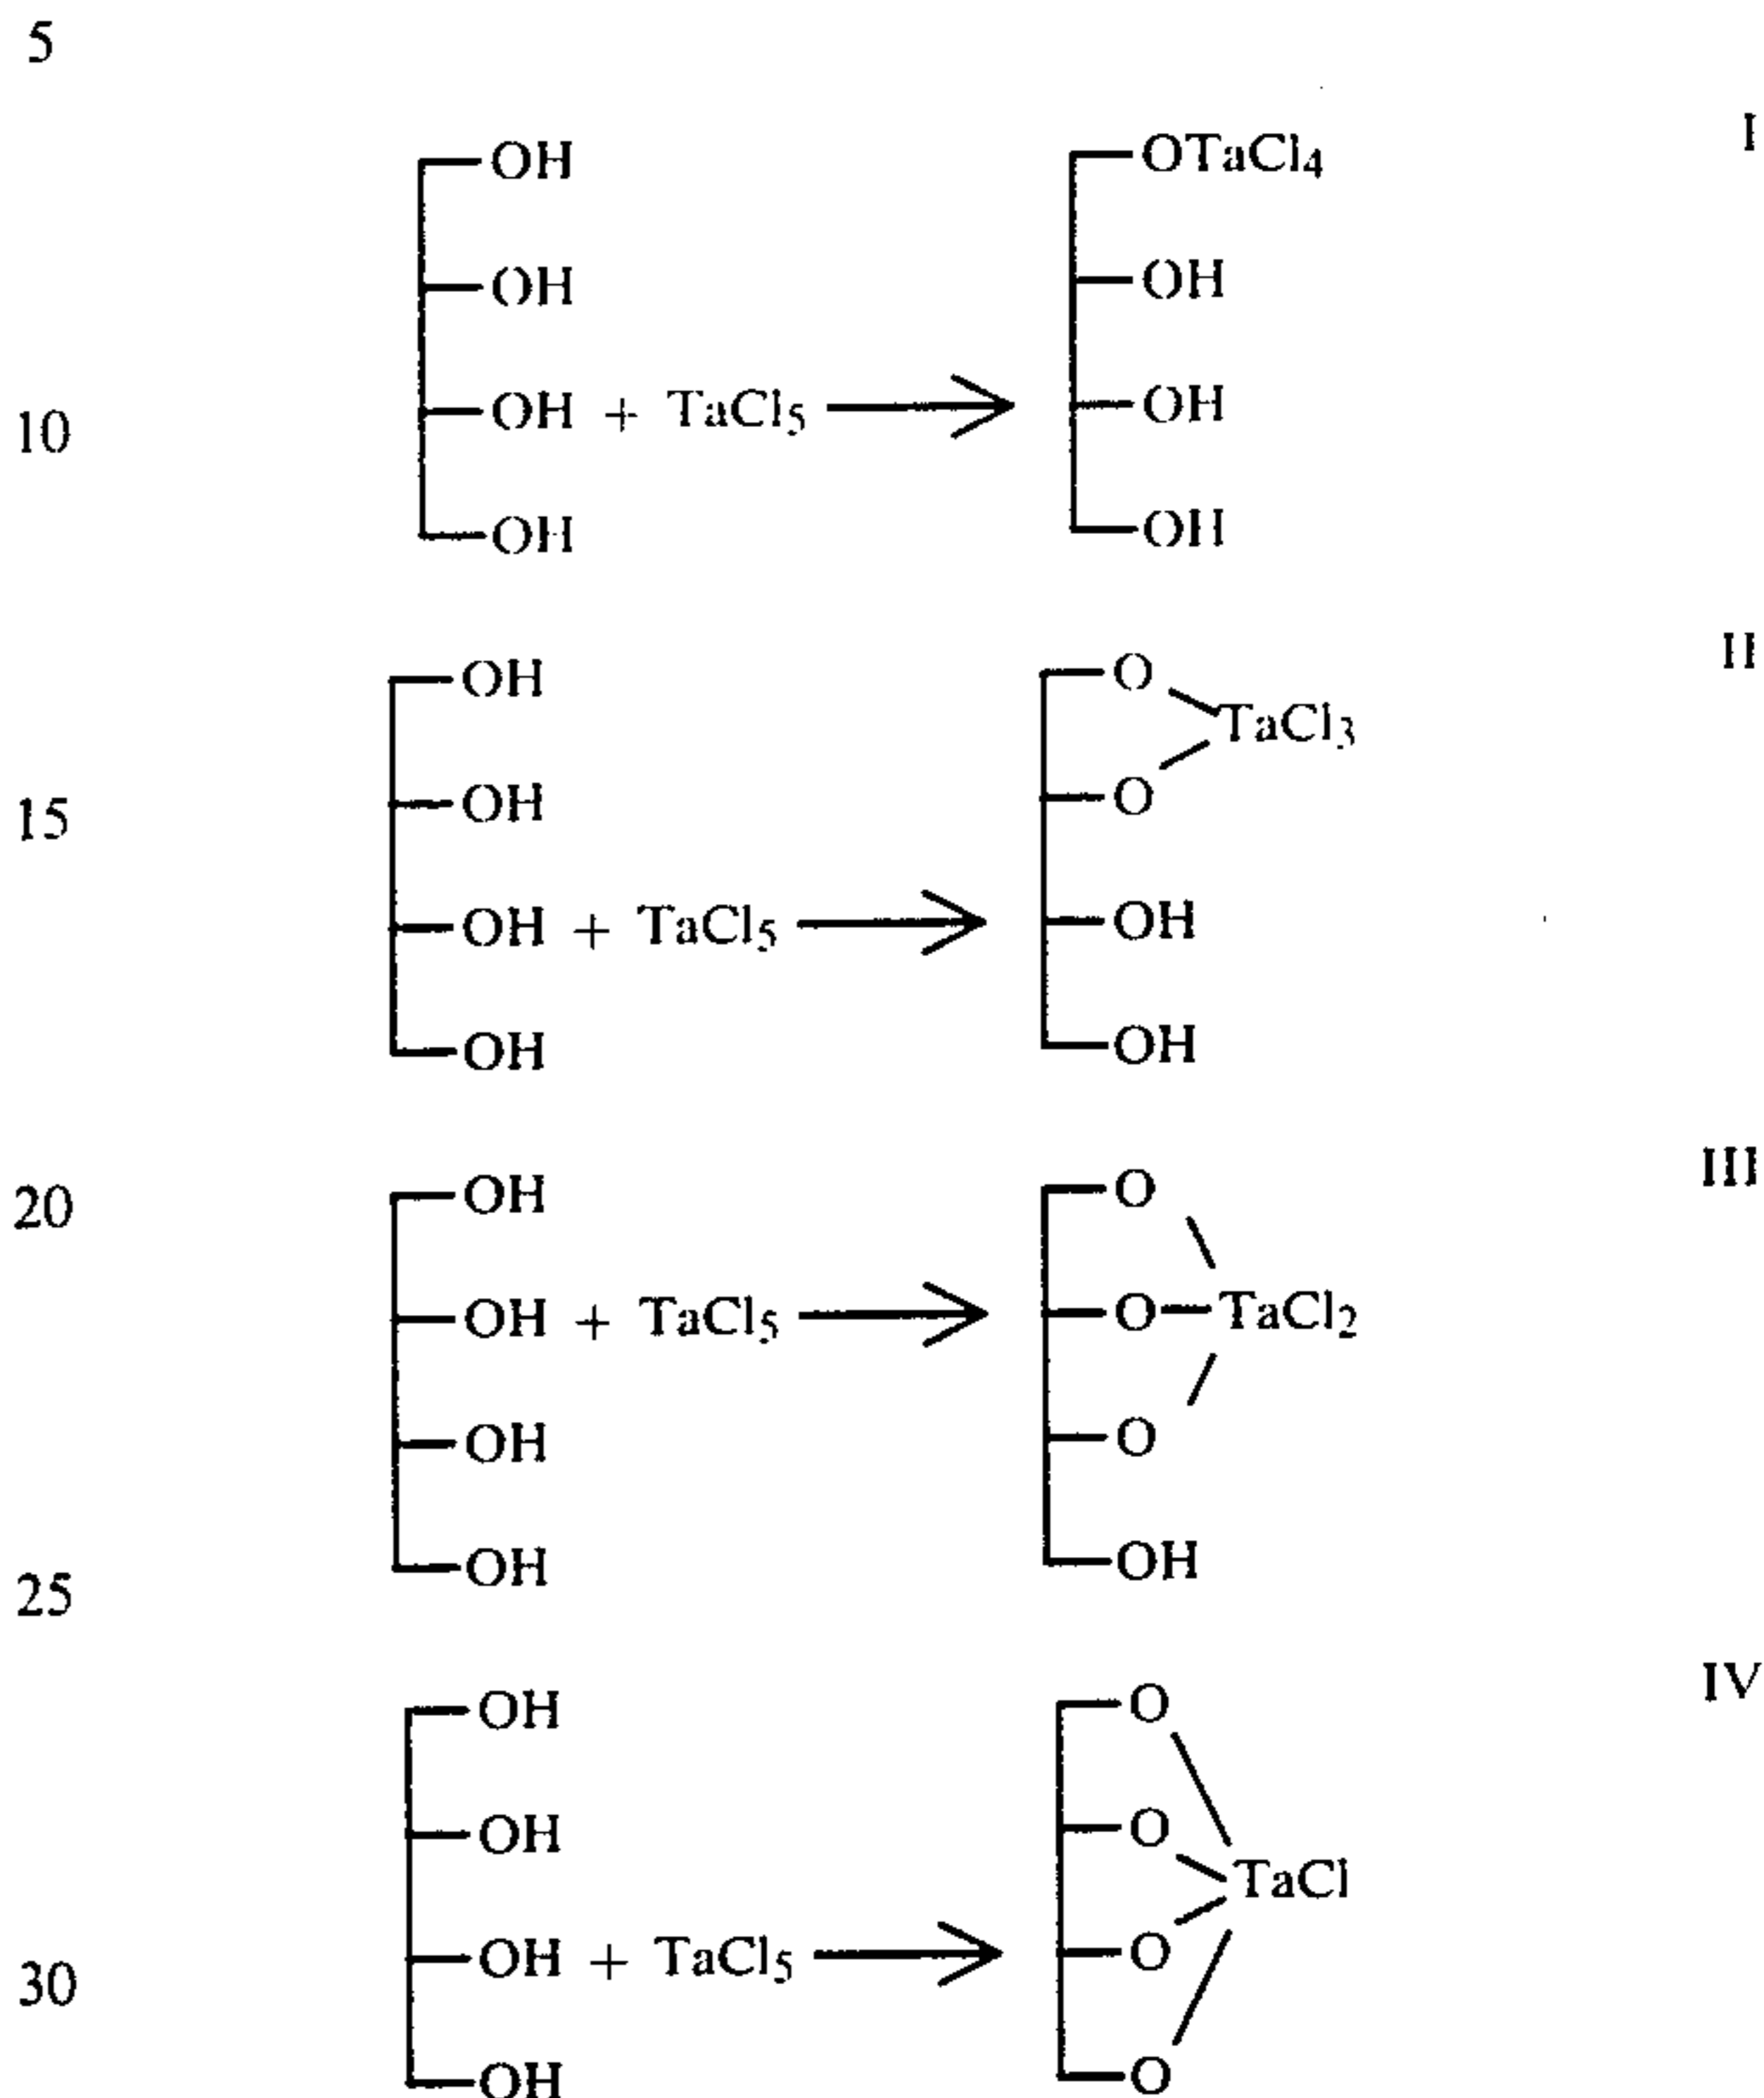 5
OH OTaCl4 I
OH OH
10 OH + TaCl5 OH
OH OH
OH O II
TaCl3
15 OH O
OH + TaCl5 OH
OH OH
20 OH O III
OH + TaCl5 O TaCl2
OH O
25 OH OH
OH O IV
OH O
TaCl
30 OH + TaCl5 O
OH O